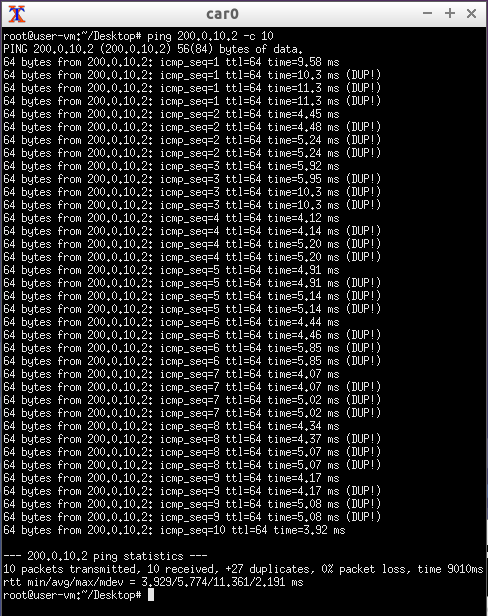 car0
root@user-vm:~/Desktop# ping 200.0.10.2 -c 10
PING 200.0.10.2 (200.0.10.2) 56(84) bytes of data.
64 bytes from 200.0.10.2: icmp_seq=1 ttl=64 time=9.58 ms
64 bytes from 200.0.10.2: icmp_seq=1 ttl=64 time=10.3 ms (DUP!)
64 bytes from 200.0.10.2: icmp_seq=1 ttl=64 time=11.3 ms (DUP!)
64 bytes from 200.0.10.2: icmp_seq=1 ttl=64 time=11.3 ms (DUP!)
64 bytes from 200.0.10.2: icmp_seq=2 ttl=64 time=4.45 ms
64 bytes from 200.0.10.2: icmp_seq=2 ttl=64 time=4.48 ms (DUP!)
64 bytes from 200.0.10.2: icmp_seq=2 ttl=64 time=5.24 ms (DUP!)
64 bytes from 200.0.10.2: icmp_seq=2 ttl=64 time=5.24 ms (DUP!)
64 bytes from 200.0.10.2: icmp_seq=3 ttl=64 time=5.92 ms
64 bytes from 200.0.10.2: icmp_seq=3 ttl=64 time=5.95 ms (DUP!)
64 bytes from 200.0.10.2: icmp_seq=3 ttl=64 time=10.3 ms (DUP!)
64 bytes from 200.0.10.2: icmp_seq=3 ttl=64 time=10.3 ms (DUP!)
64 bytes from 200.0.10.2: icmp_seq=4 ttl=64 time=4.12 ms
64 bytes from 200.0.10.2: icmp_seq=4 ttl=64 time=4.14 ms (DUP!)
64 bytes from 200.0.10.2: icmp_seq=4 ttl=64 time=5.20 ms (DUP!)
64 bytes from 200.0.10.2: icmp_seq=4 ttl=64 time=5.20 ms (DUP!)
64 bytes from 200.0.10.2: icmp_seq=5 ttl=64 time=4.91 ms
64 bytes from 200.0.10.2: icmp_seq=5 ttl=64 time=4.91 ms (DUP!)
64 bytes from 200.0.10.2: icmp_seq=5 ttl=64 time=5.14 ms (DUP!)
64 bytes from 200.0.10.2: icmp_seq=5 ttl=64 time=5.14 ms (DUP!)
64 bytes from 200.0.10.2: icmp_seq=6 ttl=64 time=4.44 ms
64 bytes from 200.0.10.2: icmp_seq=6 ttl=64 time=4.46 ms (DUP!)
64 bytes from 200.0.10.2: icmp_seq=6 ttl=64 time=5.85 ms (DUP!)
64 bytes from 200.0.10.2: icmp_seq=6 ttl=64 time=5.85 ms (DUP!)
64 bytes from 200.0.10.2: icmp_seq=7 ttl=64 time=4.07 ms
64 bytes from 200.0.10.2: icmp_seq=7 ttl=64 time=4.07 ms (DUP!)
64 bytes from 200.0.10.2: icmp_seq=7 ttl=64 time=5.02 ms (DUP!)
64 bytes from 200.0.10.2: icmp_seq=7 ttl=64 time=5.02 ms (DUP!)
64 bytes from 200.0.10.2: icmp_seq=8 ttl=64 time=4.34 ms
64 bytes from 200.0.10.2: icmp_seq=8 ttl=64 time=4.37 ms (DUP!)
64 bytes from 200.0.10.2: icmp_seq=8 ttl=64 time=5.07 ms (DUP!)
64 bytes from 200.0.10.2: icmp_seq=8 ttl=64 time=5.07 ms (DUP!)
64 bytes from 200.0.10.2: icmp_seq=9 ttl=64 time=4.17 ms
64 bytes from 200.0.10.2: icmp_seq=9 ttl=64 time=4.17 ms (DUP!)
64 bytes from 200.0.10.2: icmp_seq=9 ttl=64 time=5.08 ms (DUP!)
64 bytes from 200.0.10.2: icmp_seq=9 ttl=64 time=5.08 ms (DUP!)
64 bytes from 200.0.10.2: icmp_seq=10 ttl=64 time=3.92 ms

--- 200.0.10.2 ping statistics ---
10 packets transmitted, 10 received, +27 duplicates, 0% packet loss, time 9010ms
rtt min/avg/max/mdev = 3.929/5.774/11.361/2.191 ms
root@user-vm:~/Desktop#